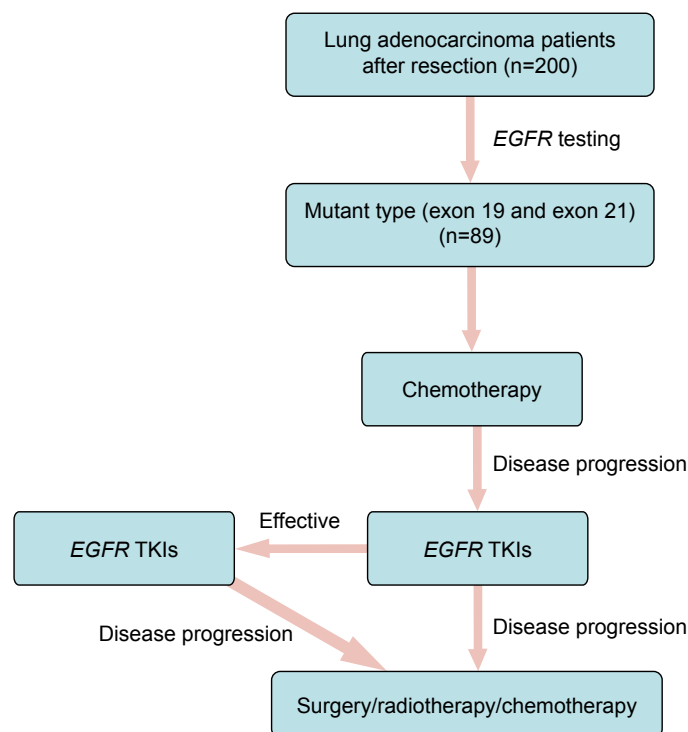 Lung adenocarcinoma patients
after resection (n=200)
EGFR testing
Mutant type (exon 19 and exon 21)
(n=89)
Chemotherapy
Disease progression
Effective
EGFR TKIs
EGFR TKIs
Disease progression
Disease progression
Surgery/radiotherapy/chemotherapy